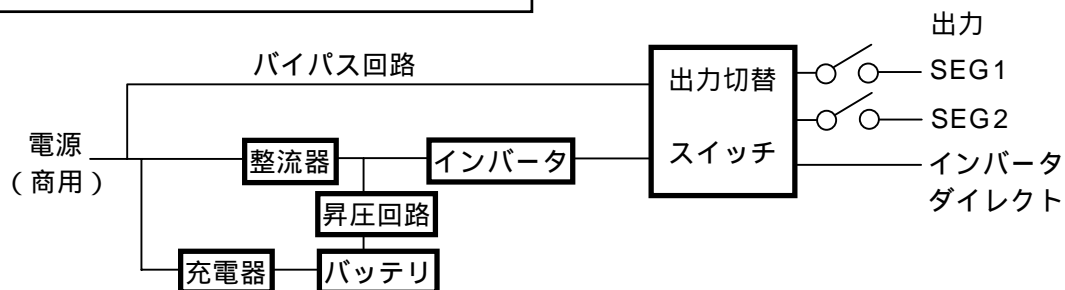 出力
バイパス回路
出力切替
スイッチ
SEG1
SEG2
電源
(商用)
整流器
インバータ
インバータ
ダイレクト
昇圧回路
充電器
バッテリ